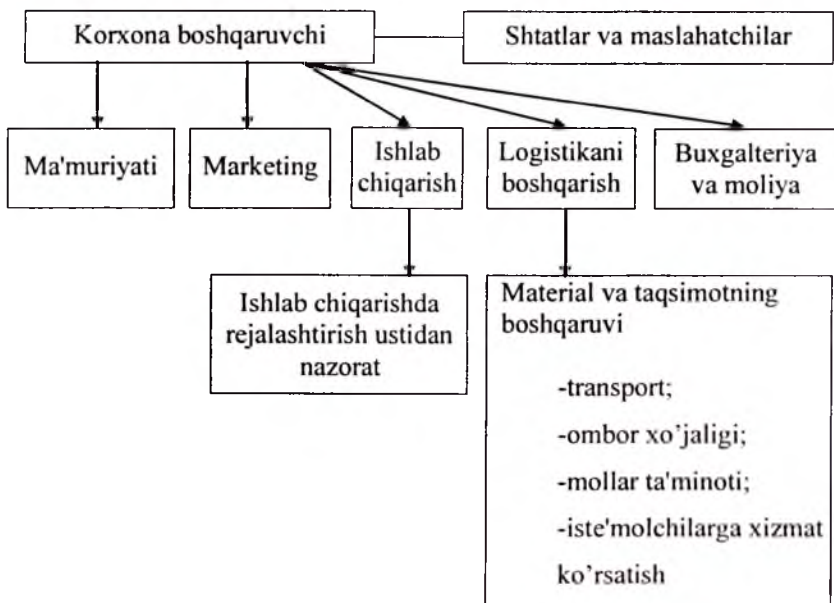 Korxona boshqaruvchi
Shtatlar va maslahatchilar
Ma'muriyati
Marketing
Ishlab
chiqarish
Logistikani
boshqarish
Buxgalteriya
va moliya
Ishlab chiqarishda
rejalashtirish ustidan
nazorat
Material va taqsimotning
boshqaruvi
-transport;
-ombor xo’jaligi;
-mollar ta'minoti;
-iste'molchilarga xizmat
ko’rsatish